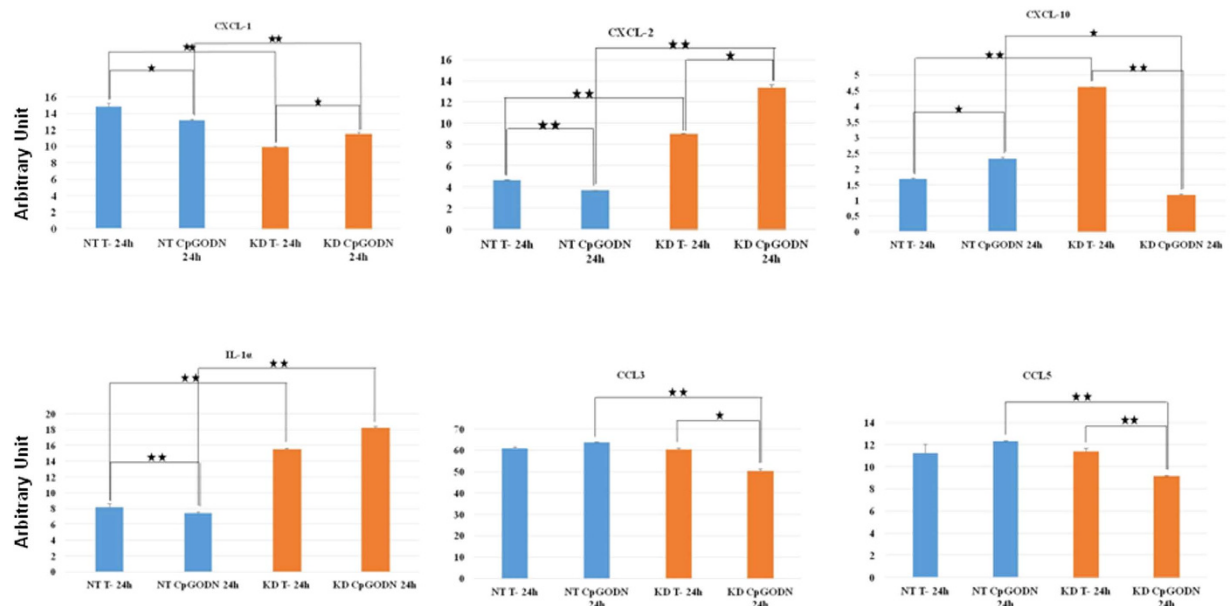 CXCL-1
★★
★★
★
★
Arbitrary Unit
16
14
12
10
8
6
4
2
0
NT T- 24h
NT CpGODN
24h
KD T- 24h
KD CpGODN
24h
CXCL-2
★★
★
★★
★★
16
14
12
10
8
6
4
2
0
NT T- 24h
NT CpGODN
24h
KD T- 24h
KD CpGODN
24h
CXCL-10
★
★★
★★
★
5
4.5
4
3.5
3
2.5
2
1.5
1
0.5
0
NT T- 24h
NT CpGODN 24h
KD T- 24h
KD CpGODN 24h
IL-1α
★★
★★
★★
Arbitrary Unit
20
18
16
14
12
10
8
6
4
2
0
NT T- 24h
NT CpGODN 24h
KD T- 24h
KD CpGODN 24h
CCL3
★★
★
70
60
50
40
30
20
10
0
NT T- 24h
NT CpGODN
24h
KD T- 24h
KD CpGODN
24h
CCL5
★★
★★
14
12
10
8
6
4
2
0
NT T- 24h
NT CpGODN
24h
KD T- 24h
KD CpGODN
24h